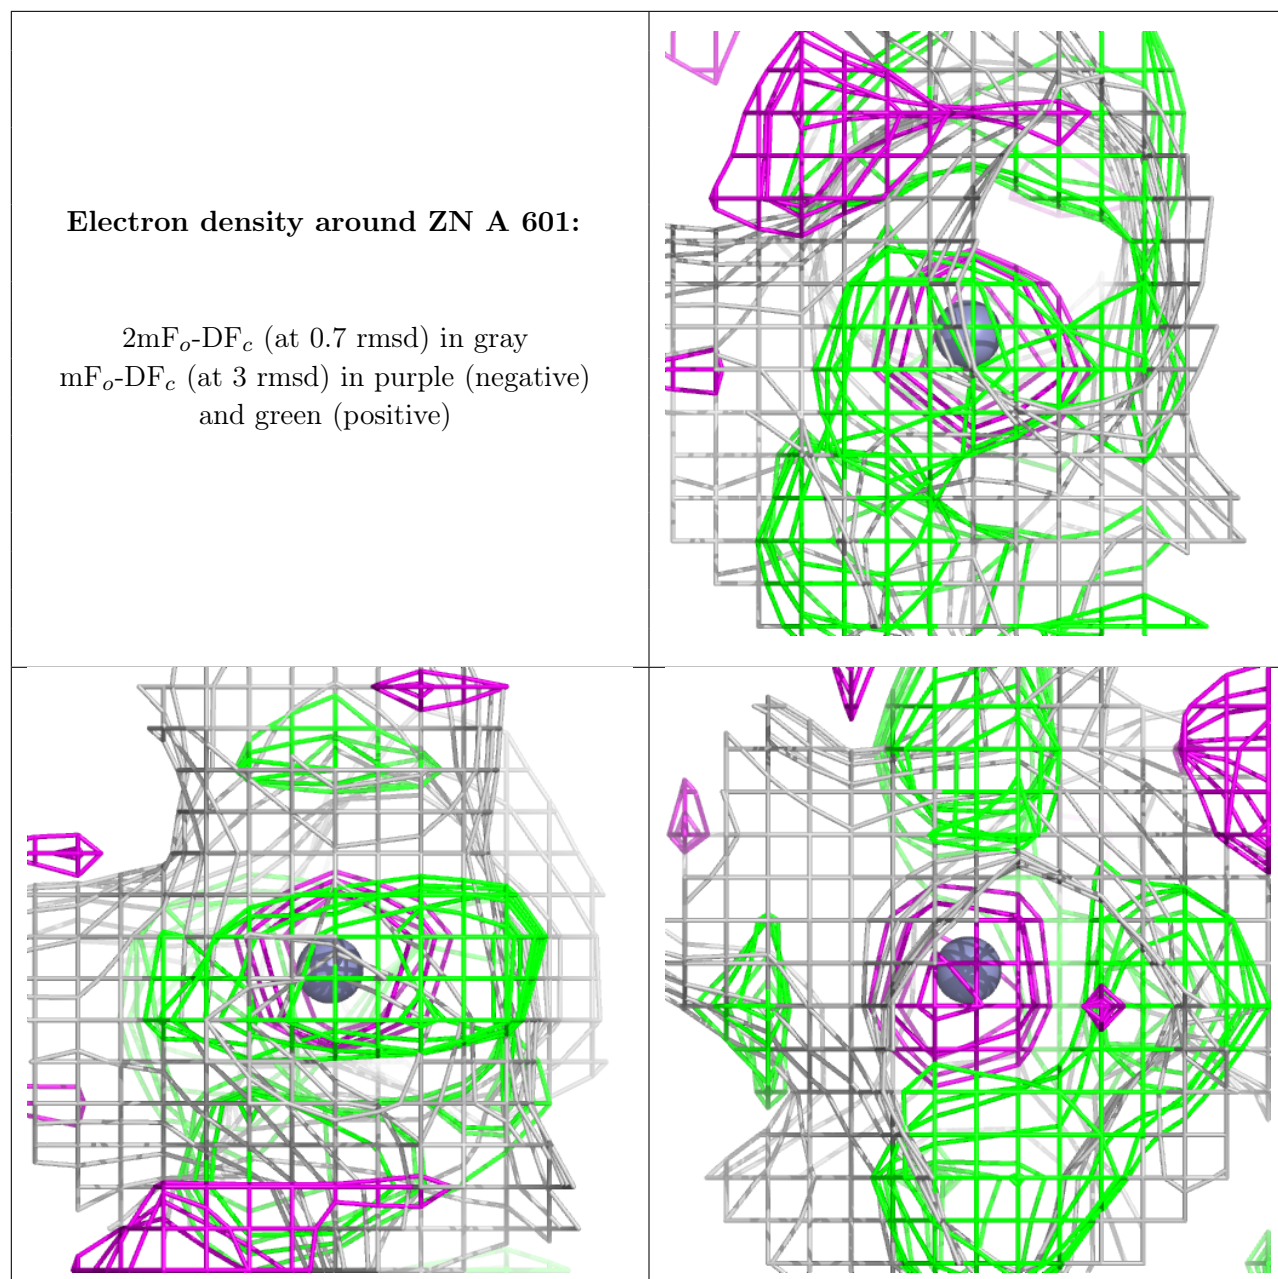 Electron density around ZN A 601:
2mFo-DFc (at 0.7 rmsd) in gray
mFo-DFc (at 3 rmsd) in purple (negative)
and green (positive)